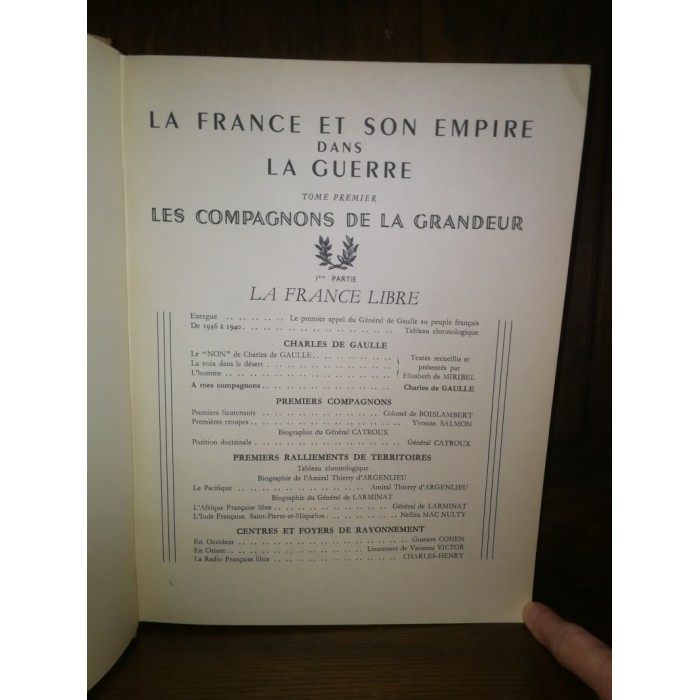 LA FRANCE ET SON EMPIRE
DANS
LA GUERRE
TOME PREMIER
LES COMPAGNONS DE LA GRANDEUR
1ère PARTIE
LA FRANCE LIBRE
Exergue .. .. .. .. .. .. Le premier appel du Général de Gaulle au peuple français
De 1936 à 1940 .. .. .. .. .. .. .. .. .. .. .. .. .. Tableau chronologique
CHARLES DE GAULLE
Le "NON" de Charles de GAULLE .. .. .. .. .. .. .. Textes recueillis et
La voix dans le désert .. .. .. .. .. .. .. .. .. .. présentés par
L'homme .. .. .. .. .. .. .. .. .. .. .. .. .. Elisabeth de MIRIBEL
A mes compagnons .. .. .. .. .. .. .. .. .. .. .. .. Charles de GAULLE
PREMIERS COMPAGNONS
Premiers lieutenants .. .. .. .. .. .. .. .. .. .. .. Colonel de BOISLAMBERT
Premières troupes .. .. .. .. .. .. .. .. .. .. .. .. .. Yvonne SALMON
Biographie du Général CATROUX
Position doctrinale .. .. .. .. .. .. .. .. .. .. .. .. .. Général CATROUX
PREMIERS RALLIEMENTS DE TERRITOIRES
Tableau chronologique
Biographie de l'Amiral Thierry d'ARGENLIEU
Le Pacifique .. .. .. .. .. .. .. .. .. .. .. Amiral Thierry d'ARGENLIEU
Biographie du Général de LARMINAT
L'Afrique Française libre .. .. .. .. .. .. .. .. .. .. Général de LARMINAT
L'Inde Française. Saint-Pierre-et-Miquelon .. .. .. .. .. .. .. Nellita MAC NULTY
CENTRES ET FOYERS DE RAYONNEMENT
En Occident .. .. .. .. .. .. .. .. .. .. .. .. .. .. Gustave COHEN
En Orient .. .. .. .. .. .. .. .. .. .. .. .. Lieutenant de Vaisseau VICTOR
La Radio Française libre .. .. .. .. .. .. .. .. .. .. .. CHARLES-HENRY